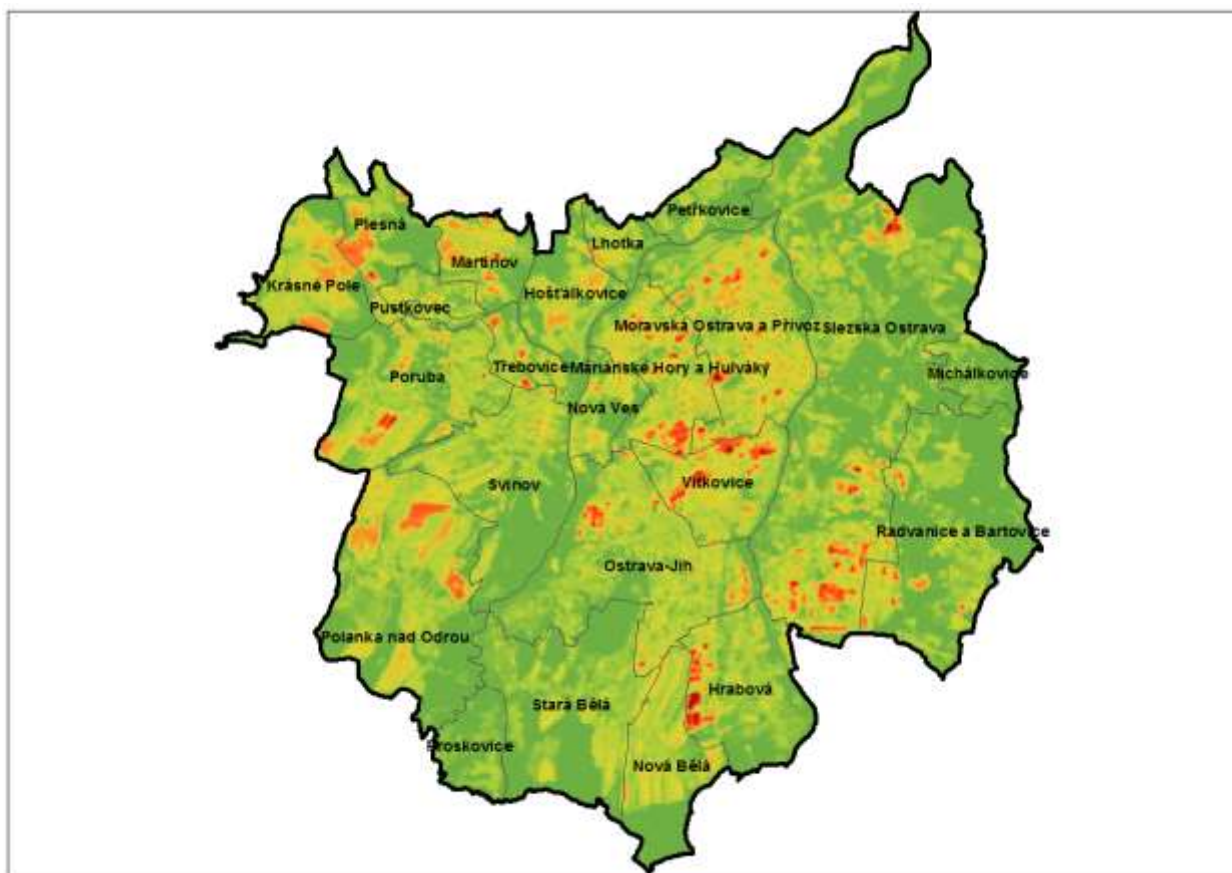 Petřkovice
Plesná
Lhotka
Martinov
Krásné Pole
Hošťálkovice
Pustkovec
Moravská Ostrava a Přívoz
Slezská Ostrava
Třebovice
Mariánské Hory a Hulváky
Michálkovice
Poruba
Nová Ves
Svinov
Vítkovice
Radvanice a Bartovice
Ostrava-Jih
Polanka nad Odrou
Hrabová
Stará Bělá
Proskovice
Nová Bělá